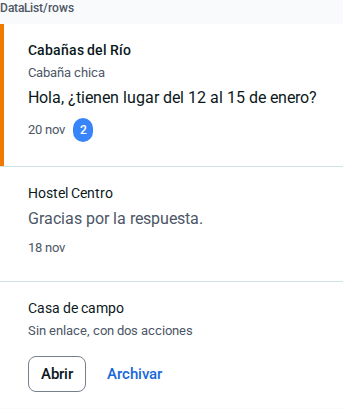 DataList/rows
Cabañas del Río
Cabaña chica
Hola, ¿tienen lugar del 12 al 15 de enero?
20 nov 2
Hostel Centro
Gracias por la respuesta.
18 nov
Casa de campo
Sin enlace, con dos acciones
Abrir Archivar